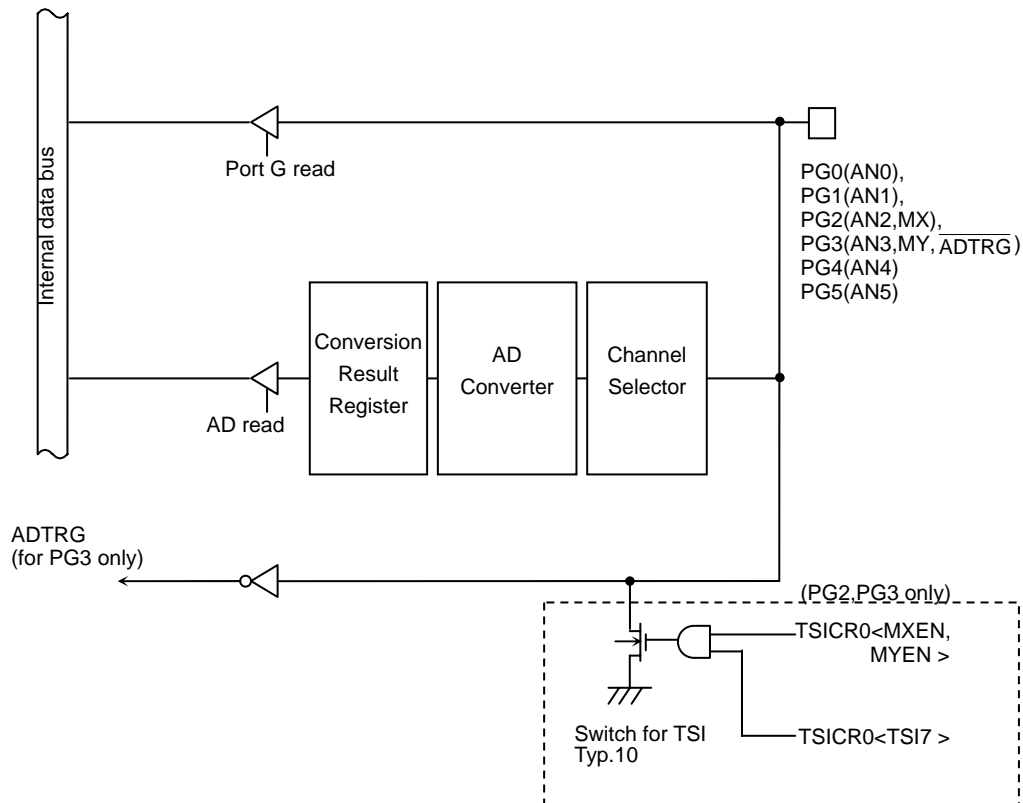 Internal data bus
Port G read
PG0(AN0),
PG1(AN1),
PG2(AN2,MX),
PG3(AN3,MY, ADTRG )
PG4(AN4)
PG5(AN5)
Conversion
Result
Register
AD
Converter
Channel
Selector
AD read
ADTRG
(for PG3 only)
(PG2,PG3 only)
TSICR0<MXEN,
MYEN >
Switch for TSI
Typ.10
TSICR0<TSI7 >